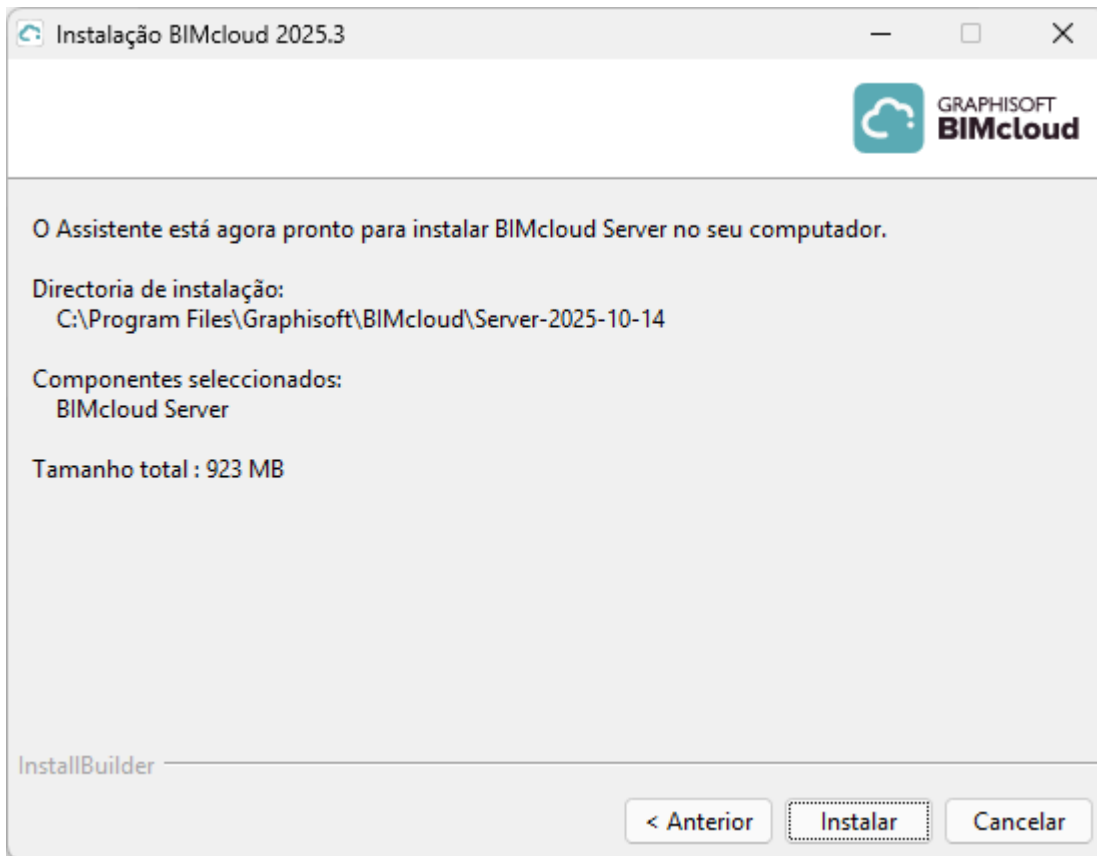 Instalação BIMcloud 2025.3
GRAPHISOFT
BIMcloud
O Assistente está agora pronto para instalar BIMcloud Server no seu computador.
Directoria de instalação:
C:\Program Files\Graphisoft\BIMcloud\Server-2025-10-14
Componentes seleccionados:
BIMcloud Server
Tamanho total : 923 MB
InstallBuilder
< Anterior
Instalar
Cancelar